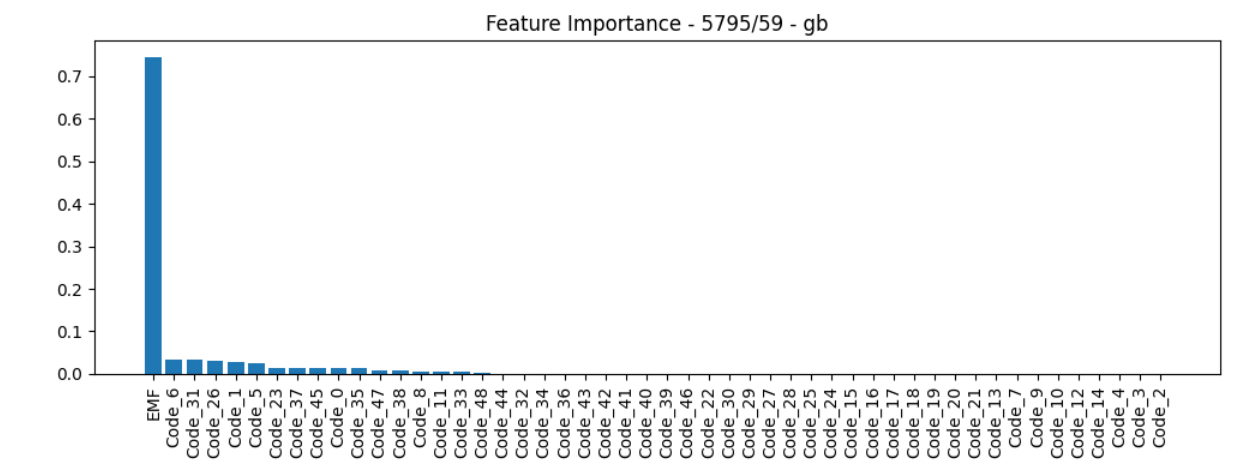 Feature Importance - 5795/59 - gb
0.7
0.6
0.5
0.4
0.3
0.2
0.1
0.0
EMF
Code_6
Code_31
Code_26
Code_1
Code_5
Code_23
Code_37
Code_45
Code_0
Code_35
Code_47
Code_38
Code_8
Code_11
Code_33
Code_48
Code_44
Code_32
Code_34
Code_36
Code_43
Code_42
Code_41
Code_40
Code_39
Code_46
Code_22
Code_30
Code_29
Code_27
Code_28
Code_25
Code_24
Code_15
Code_16
Code_17
Code_18
Code_19
Code_20
Code_21
Code_13
Code_7
Code_9
Code_10
Code_12
Code_14
Code_4
Code_3
Code_2